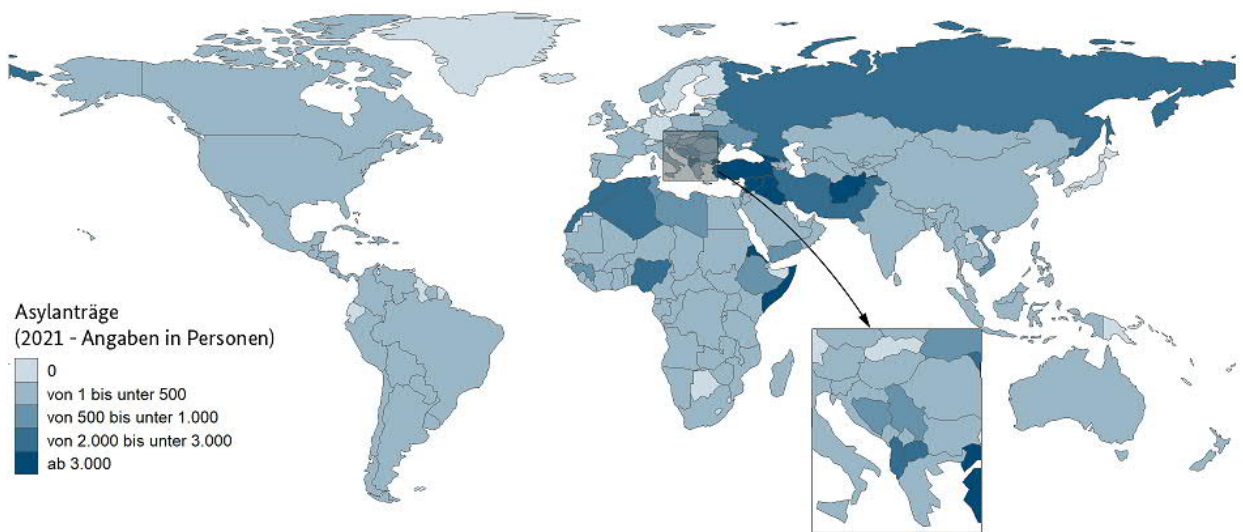 Asylanträge
(2021 - Angaben in Personen)
0
von 1 bis unter 500
von 500 bis unter 1.000
von 2.000 bis unter 3.000
ab 3.000